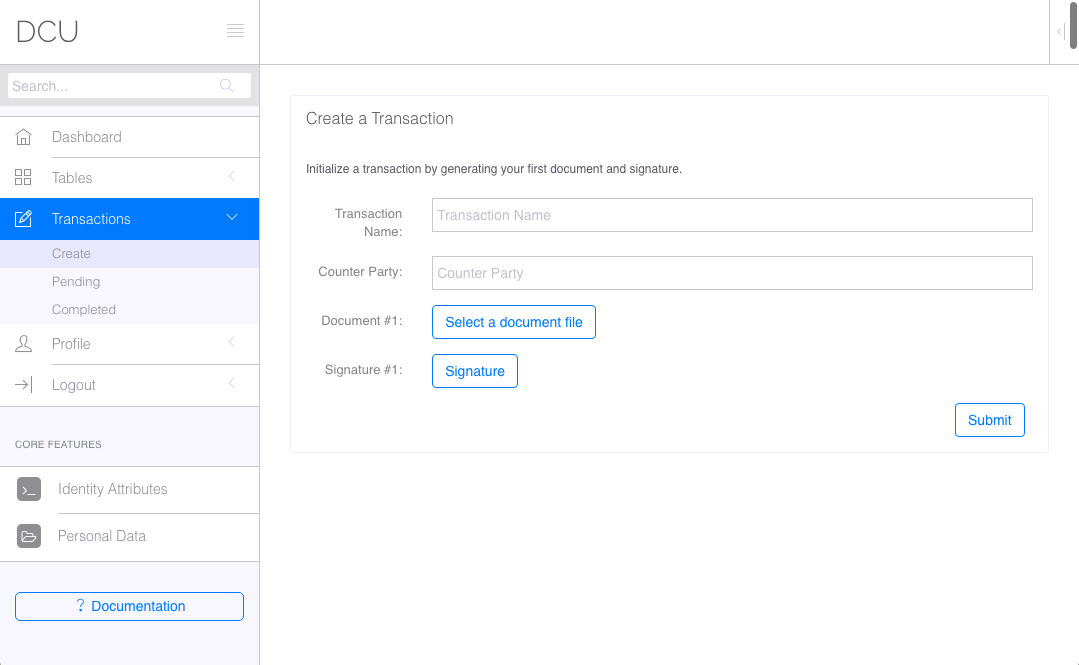 DCU
Search...
Dashboard
Tables
Transactions
Create
Pending
Completed
Profile
Logout
CORE FEATURES
Identity Attributes
Personal Data
? Documentation
Create a Transaction
Initialize a transaction by generating your first document and signature.
Transaction
Name:
Transaction Name
Counter Party:
Counter Party
Document #1:
Select a document file
Signature #1:
Signature
Submit